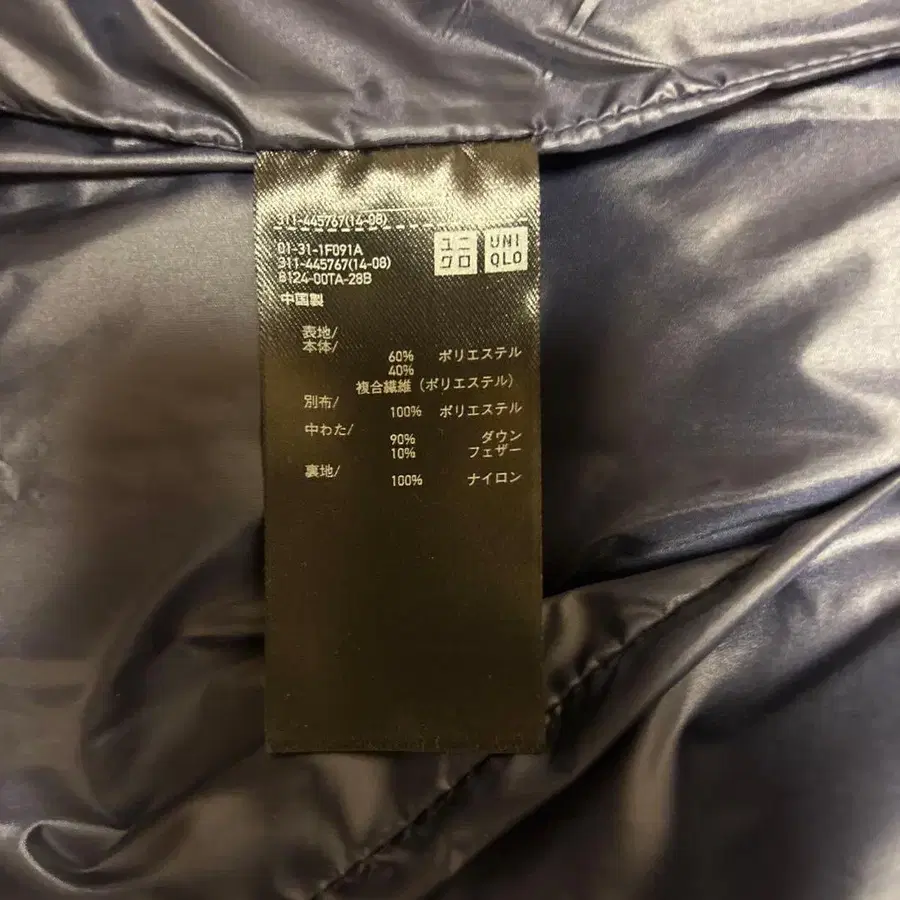 311-445767(14-08)
01-31-1F091A
311-445767(14-08)
8124-00TA-28B
中国製
ユニクロ
UNIQLO
表地/
本体/
60% ポリエステル
40%
複合繊維（ポリエステル）
別布/
100% ポリエステル
中わた/
90% ダウン
10% フェザー
裏地/
100% ナイロン